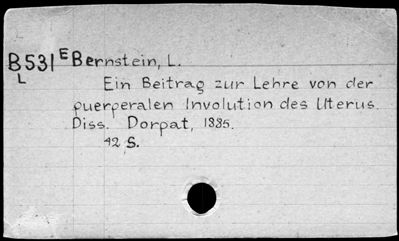 B531 E Bernstein, L.
L
Ein Beitrag zur Lehre von der
puerperalen Involution des Uterus.
Diss. Dorpat, 1885.
42 S.